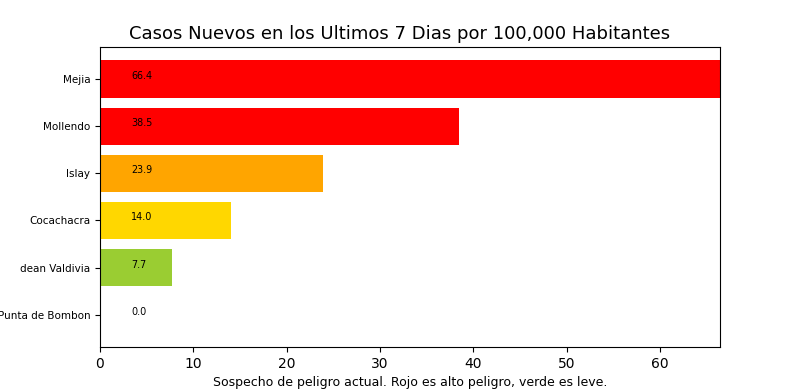 Casos Nuevos en los Ultimos 7 Dias por 100,000 Habitantes
Mejia 66.4
Mollendo 38.5
Islay 23.9
Cocachacra 14.0
dean Valdivia 7.7
Punta de Bombon 0.0
0 10 20 30 40 50 60
Sospecho de peligro actual. Rojo es alto peligro, verde es leve.